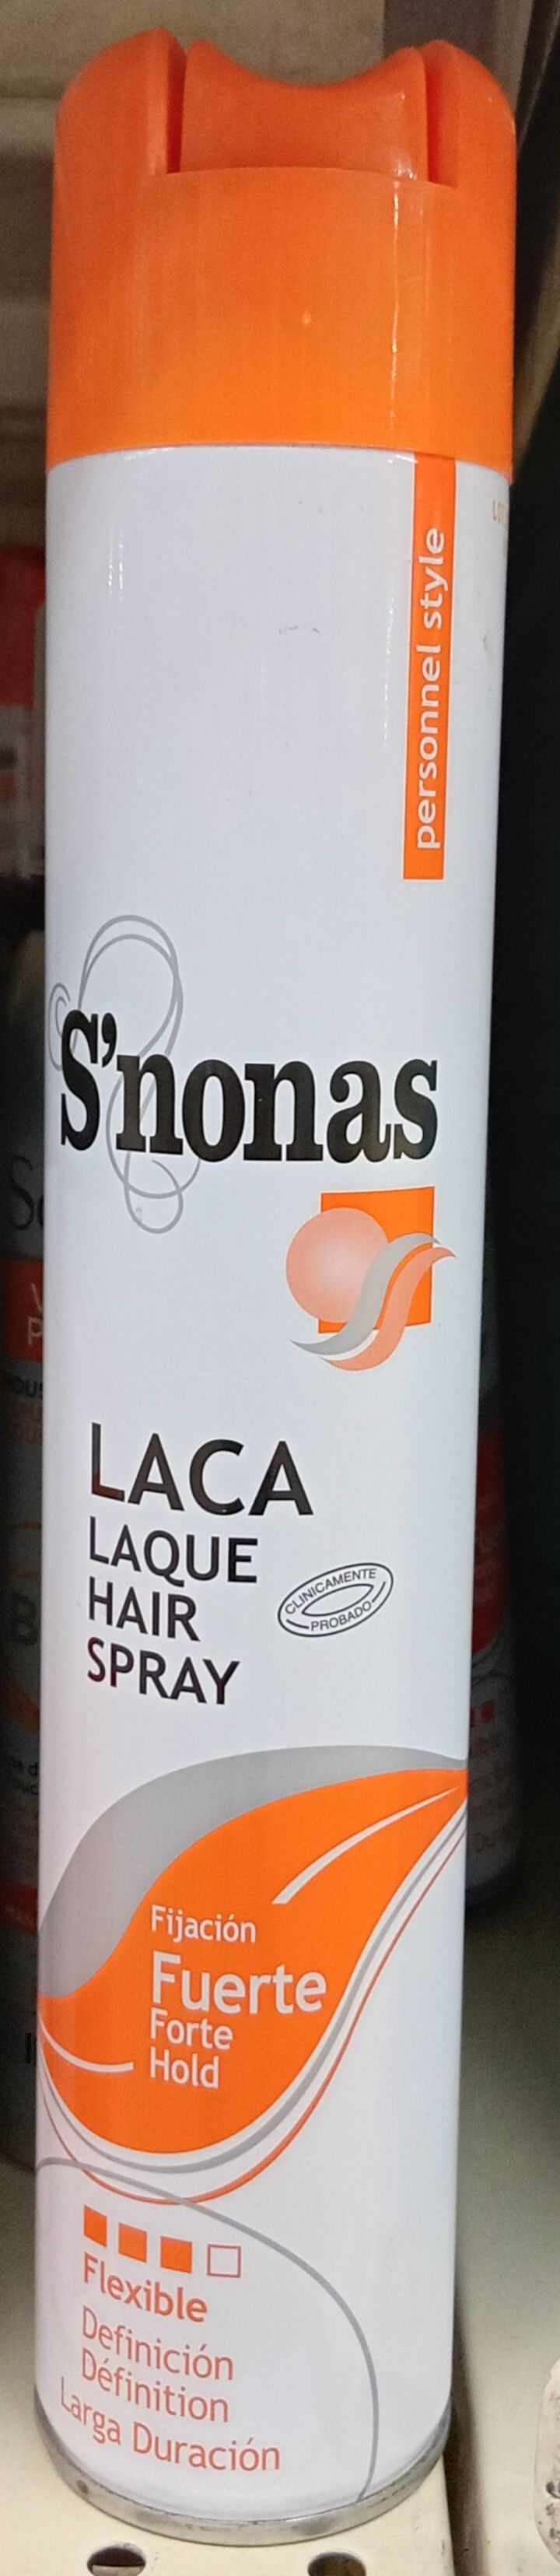 personnel style
S'nonas
LACA
LAQUE
HAIR
SPRAY
CLINICAMENTE
PROBADO
Fijación
Fuerte
Forte
Hold
Flexible
Definición
Définition
Larga Duración